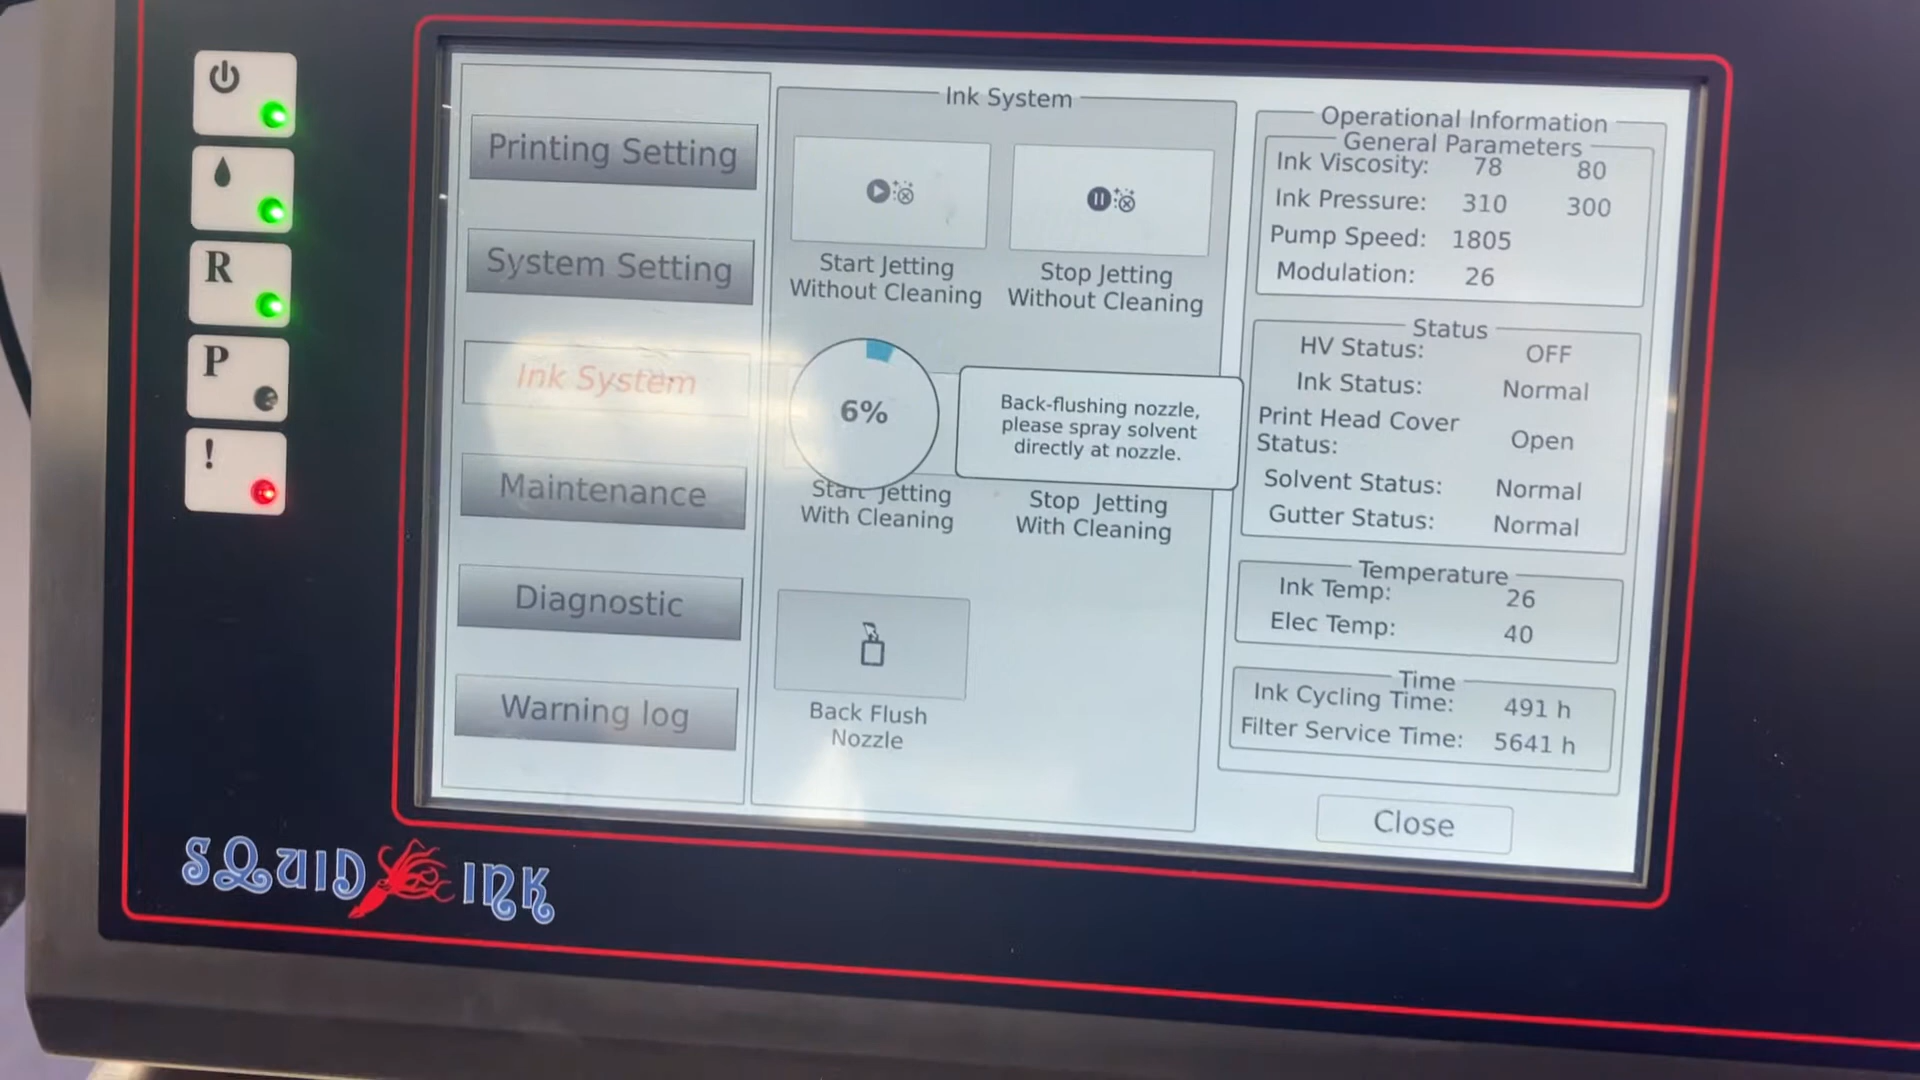 R
P
!
Printing Setting
System Setting
Ink System
Maintenance
Diagnostic
Warning log
Ink System
Start Jetting
Without Cleaning
Stop Jetting
Without Cleaning
6%
Back-flushing nozzle,
please spray solvent
directly at nozzle.
Start Jetting
With Cleaning
Stop Jetting
With Cleaning
Back Flush
Nozzle
Operational Information
General Parameters
Ink Viscosity: 78 80
Ink Pressure: 310 300
Pump Speed: 1805
Modulation: 26
Status
HV Status: OFF
Ink Status: Normal
Print Head Cover
Status: Open
Solvent Status: Normal
Gutter Status: Normal
Temperature
Ink Temp: 26
Elec Temp: 40
Time
Ink Cycling Time: 491 h
Filter Service Time: 5641 h
Close
SQUID INK